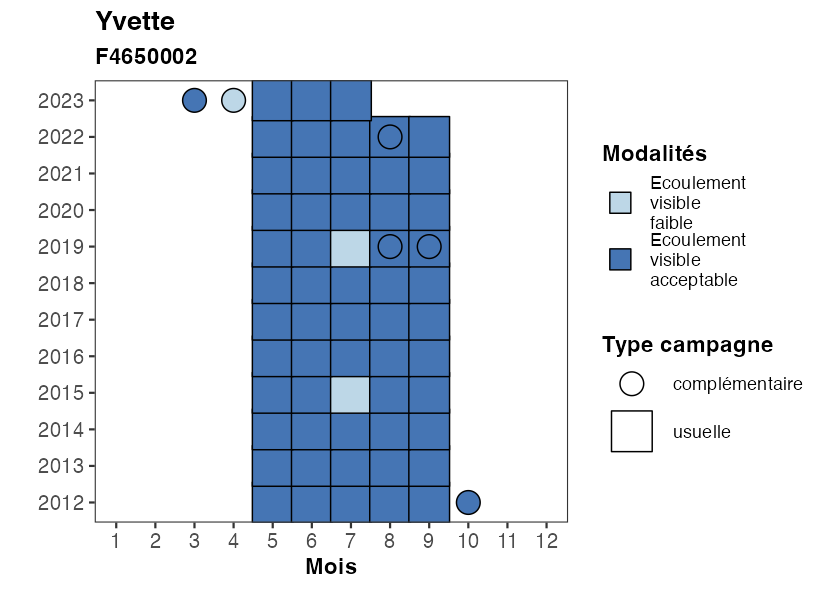 Yvette
F4650002
2023
2022
2021
2020
2019
2018
2017
2016
2015
2014
2013
2012
1 2 3 4 5 6 7 8 9 10 11 12
Mois
Modalités
Ecoulement
visible
faible
Ecoulement
visible
acceptable
Type campagne
complémentaire
usuelle